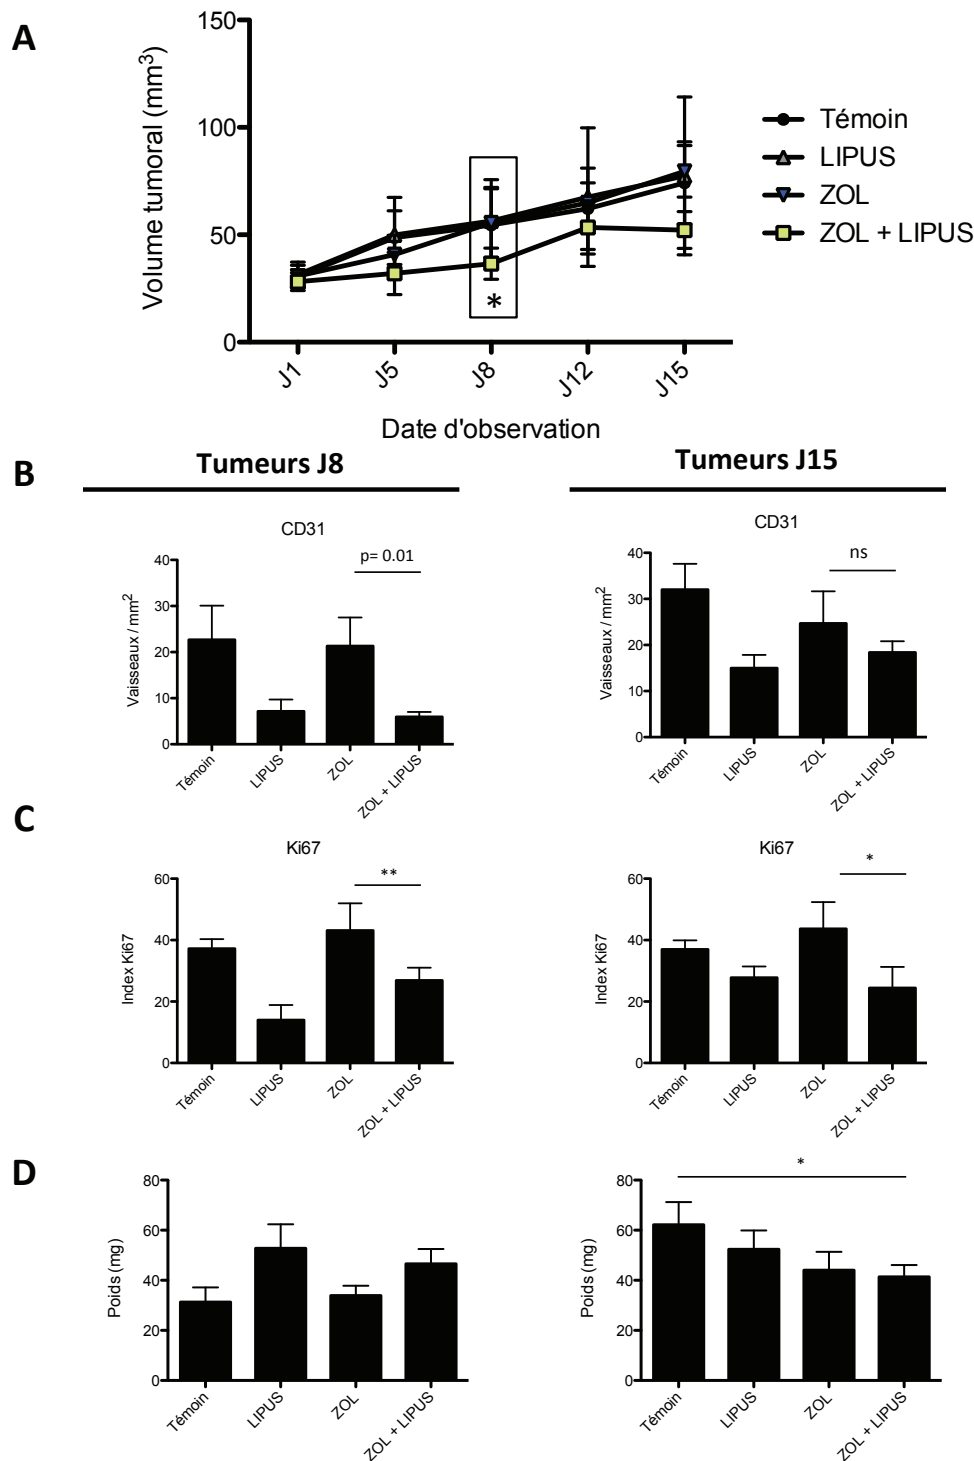 A
Volume tumoral (mm3)
150
100
50
0
J1 J5 J8 J12 J15
*
Date d'observation
Témoin
LIPUS
ZOL
ZOL + LIPUS
B
Tumeurs J8
Tumeurs J15
CD31
p= 0.01
Vaisseaux / mm2
40
30
20
10
0
Témoin
LIPUS
ZOL
ZOL + LIPUS
CD31
ns
Vaisseaux / mm2
40
30
20
10
0
Témoin
LIPUS
ZOL
ZOL + LIPUS
C
Ki67
**
Index Ki67
60
40
20
0
Témoin
LIPUS
ZOL
ZOL + LIPUS
Ki67
*
Index Ki67
60
40
20
0
Témoin
LIPUS
ZOL
ZOL + LIPUS
D
Poids (mg)
80
60
40
20
0
Témoin
LIPUS
ZOL
ZOL + LIPUS
*
Poids (mg)
80
60
40
20
0
Témoin
LIPUS
ZOL
ZOL + LIPUS